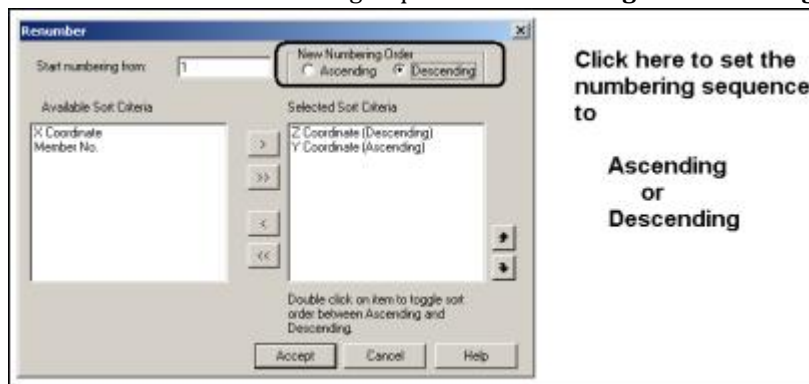 Renumber
Start numbering from: 1
New Numbering Order
Ascending Descending
Available Sort Criteria
Selected Sort Criteria
X Coordinate
Member No.
Z Coordinate (Descending)
Y Coordinate (Ascending)
>
>>
<
<<
Double click on item to toggle sort
order between Ascending and
Descending.
Accept Cancel Help
Click here to set the
numbering sequence
to
Ascending
or
Descending